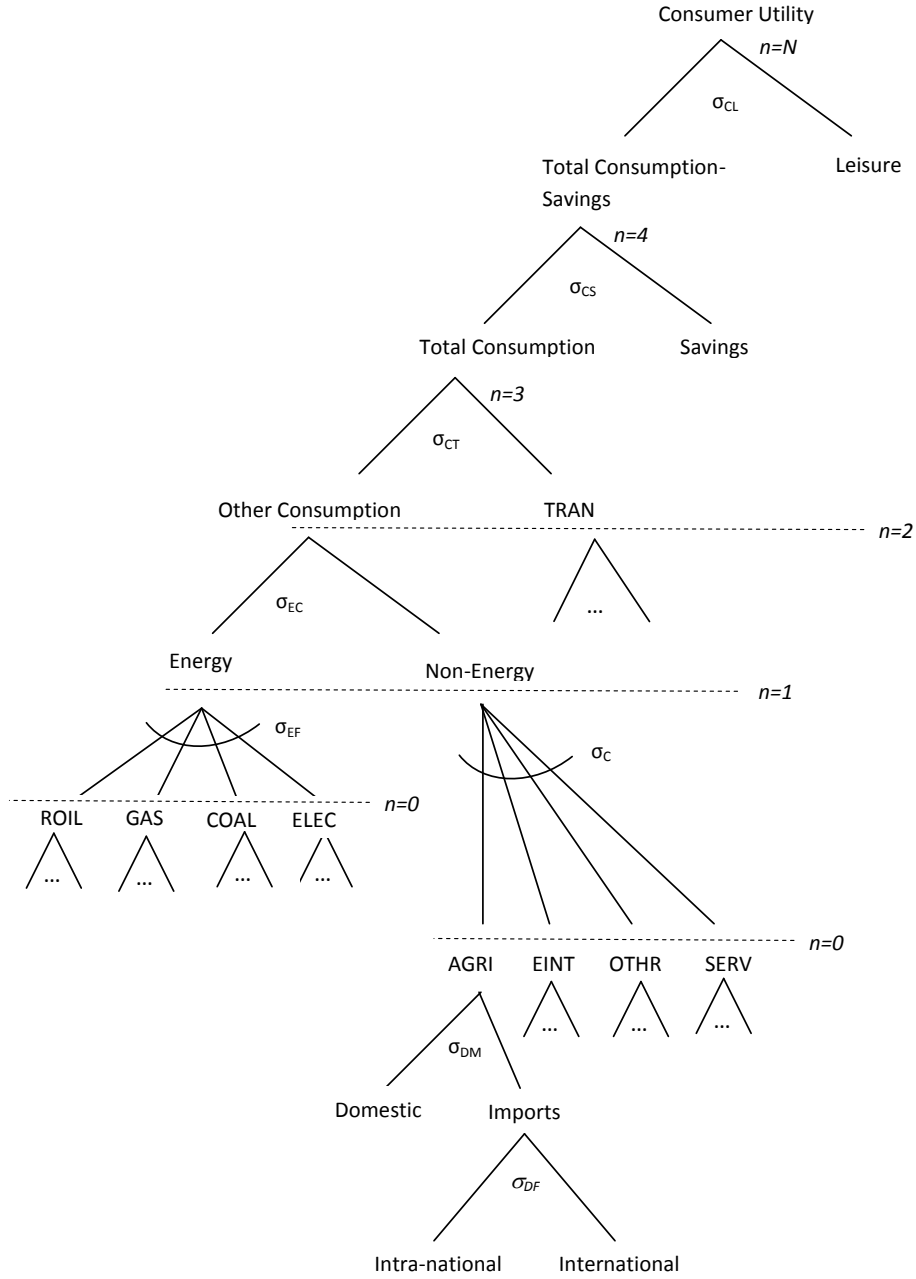 Consumer Utility
n=N
σCL
Total Consumption-
Savings
Leisure
n=4
σCS
Total Consumption
Savings
n=3
σCT
Other Consumption
TRAN
n=2
σEC
...
Energy
Non-Energy
n=1
σEF
σC
n=0
ROIL GAS COAL ELEC
... ... ... ...
n=0
AGRI EINT OTHR SERV
... ... ...
σDM
Domestic Imports
σDF
Intra-national International